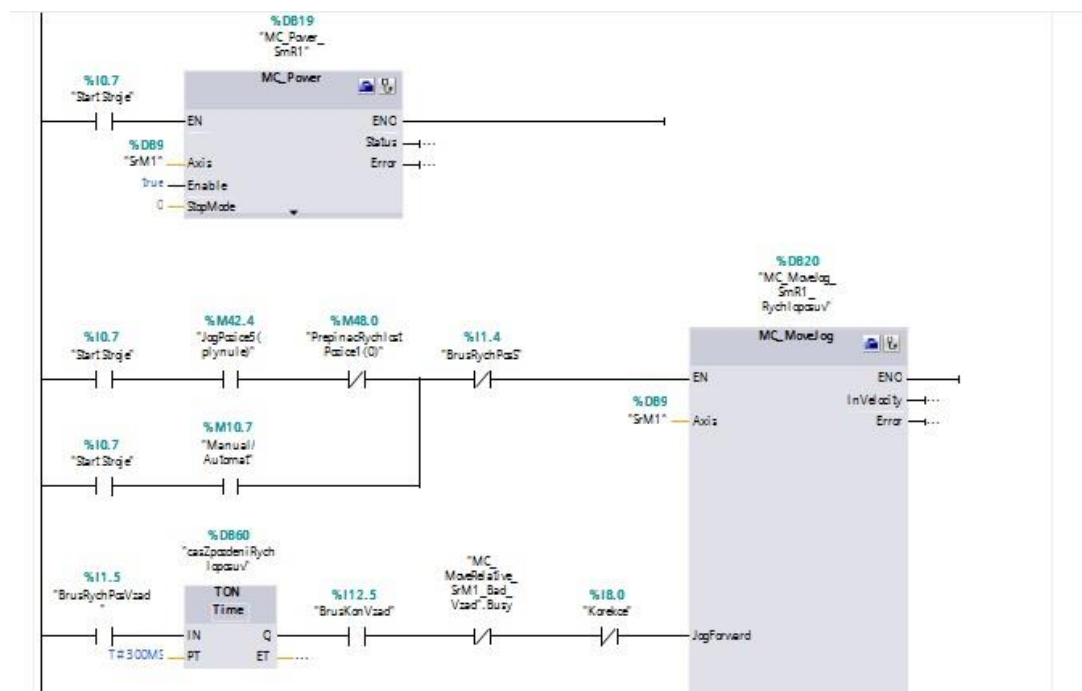 %DB19
"MC_Power_
SmR1"
%I0.7
"Start Stroje"
MC_Power
EN
ENO
%DB9
"SrM1"
Axis
Status
Error
True
Enable
0
StopMode
%DB20
"MC_MoveJog_
SmR1_
Rychloposuv"
%I0.7
"Start Stroje"
%M42.4
"JogPozice5(
plynule)"
%M48.0
"PrepinacRychlost
Pozice1(0)"
%I1.4
"BrusRychPosS"
MC_MoveJog
EN
ENO
%DB9
"SrM1"
Axis
InVelocity
Error
%I0.7
"Start Stroje"
%M10.7
"Manual/
Automat"
%DB60
"casZpozdeniRych
loposuv"
%I1.5
"BrusRychPosVzad
"
TON
Time
IN
Q
T#300MS
PT
ET
%I12.5
"BrusKonVzad"
"MC_
MoveRelative_
SrM1_Bad_
Vzad".Busy
%I8.0
"Korekce"
JogForward